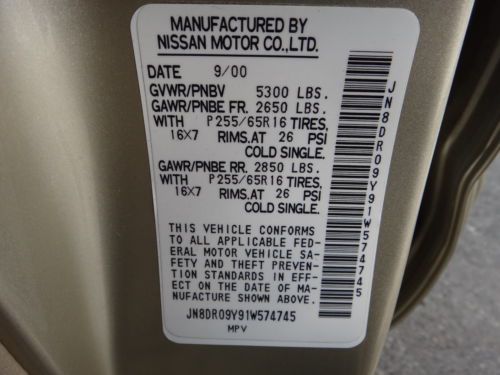 MANUFACTURED BY
NISSAN MOTOR CO.,LTD.
DATE 9/00
GVWR/PNBV 5300 LBS.
GAWR/PNBE FR. 2650 LBS.
WITH P255/65R16 TIRES,
16X7 RIMS.AT 26 PSI
COLD SINGLE.
GAWR/PNBE RR. 2850 LBS.
WITH P255/65R16 TIRES,
16X7 RIMS.AT 26 PSI
COLD SINGLE.
THIS VEHICLE CONFORMS
TO ALL APPLICABLE FED-
ERAL MOTOR VEHICLE SA-
FETY AND THEFT PREVEN-
TION STANDARDS IN EFF-
ECT ON THE DATE OF MA-
NUFACTURE SHOWN ABOVE.
JN8DR09Y91W574745
MPV
JN8DR09Y91W574745